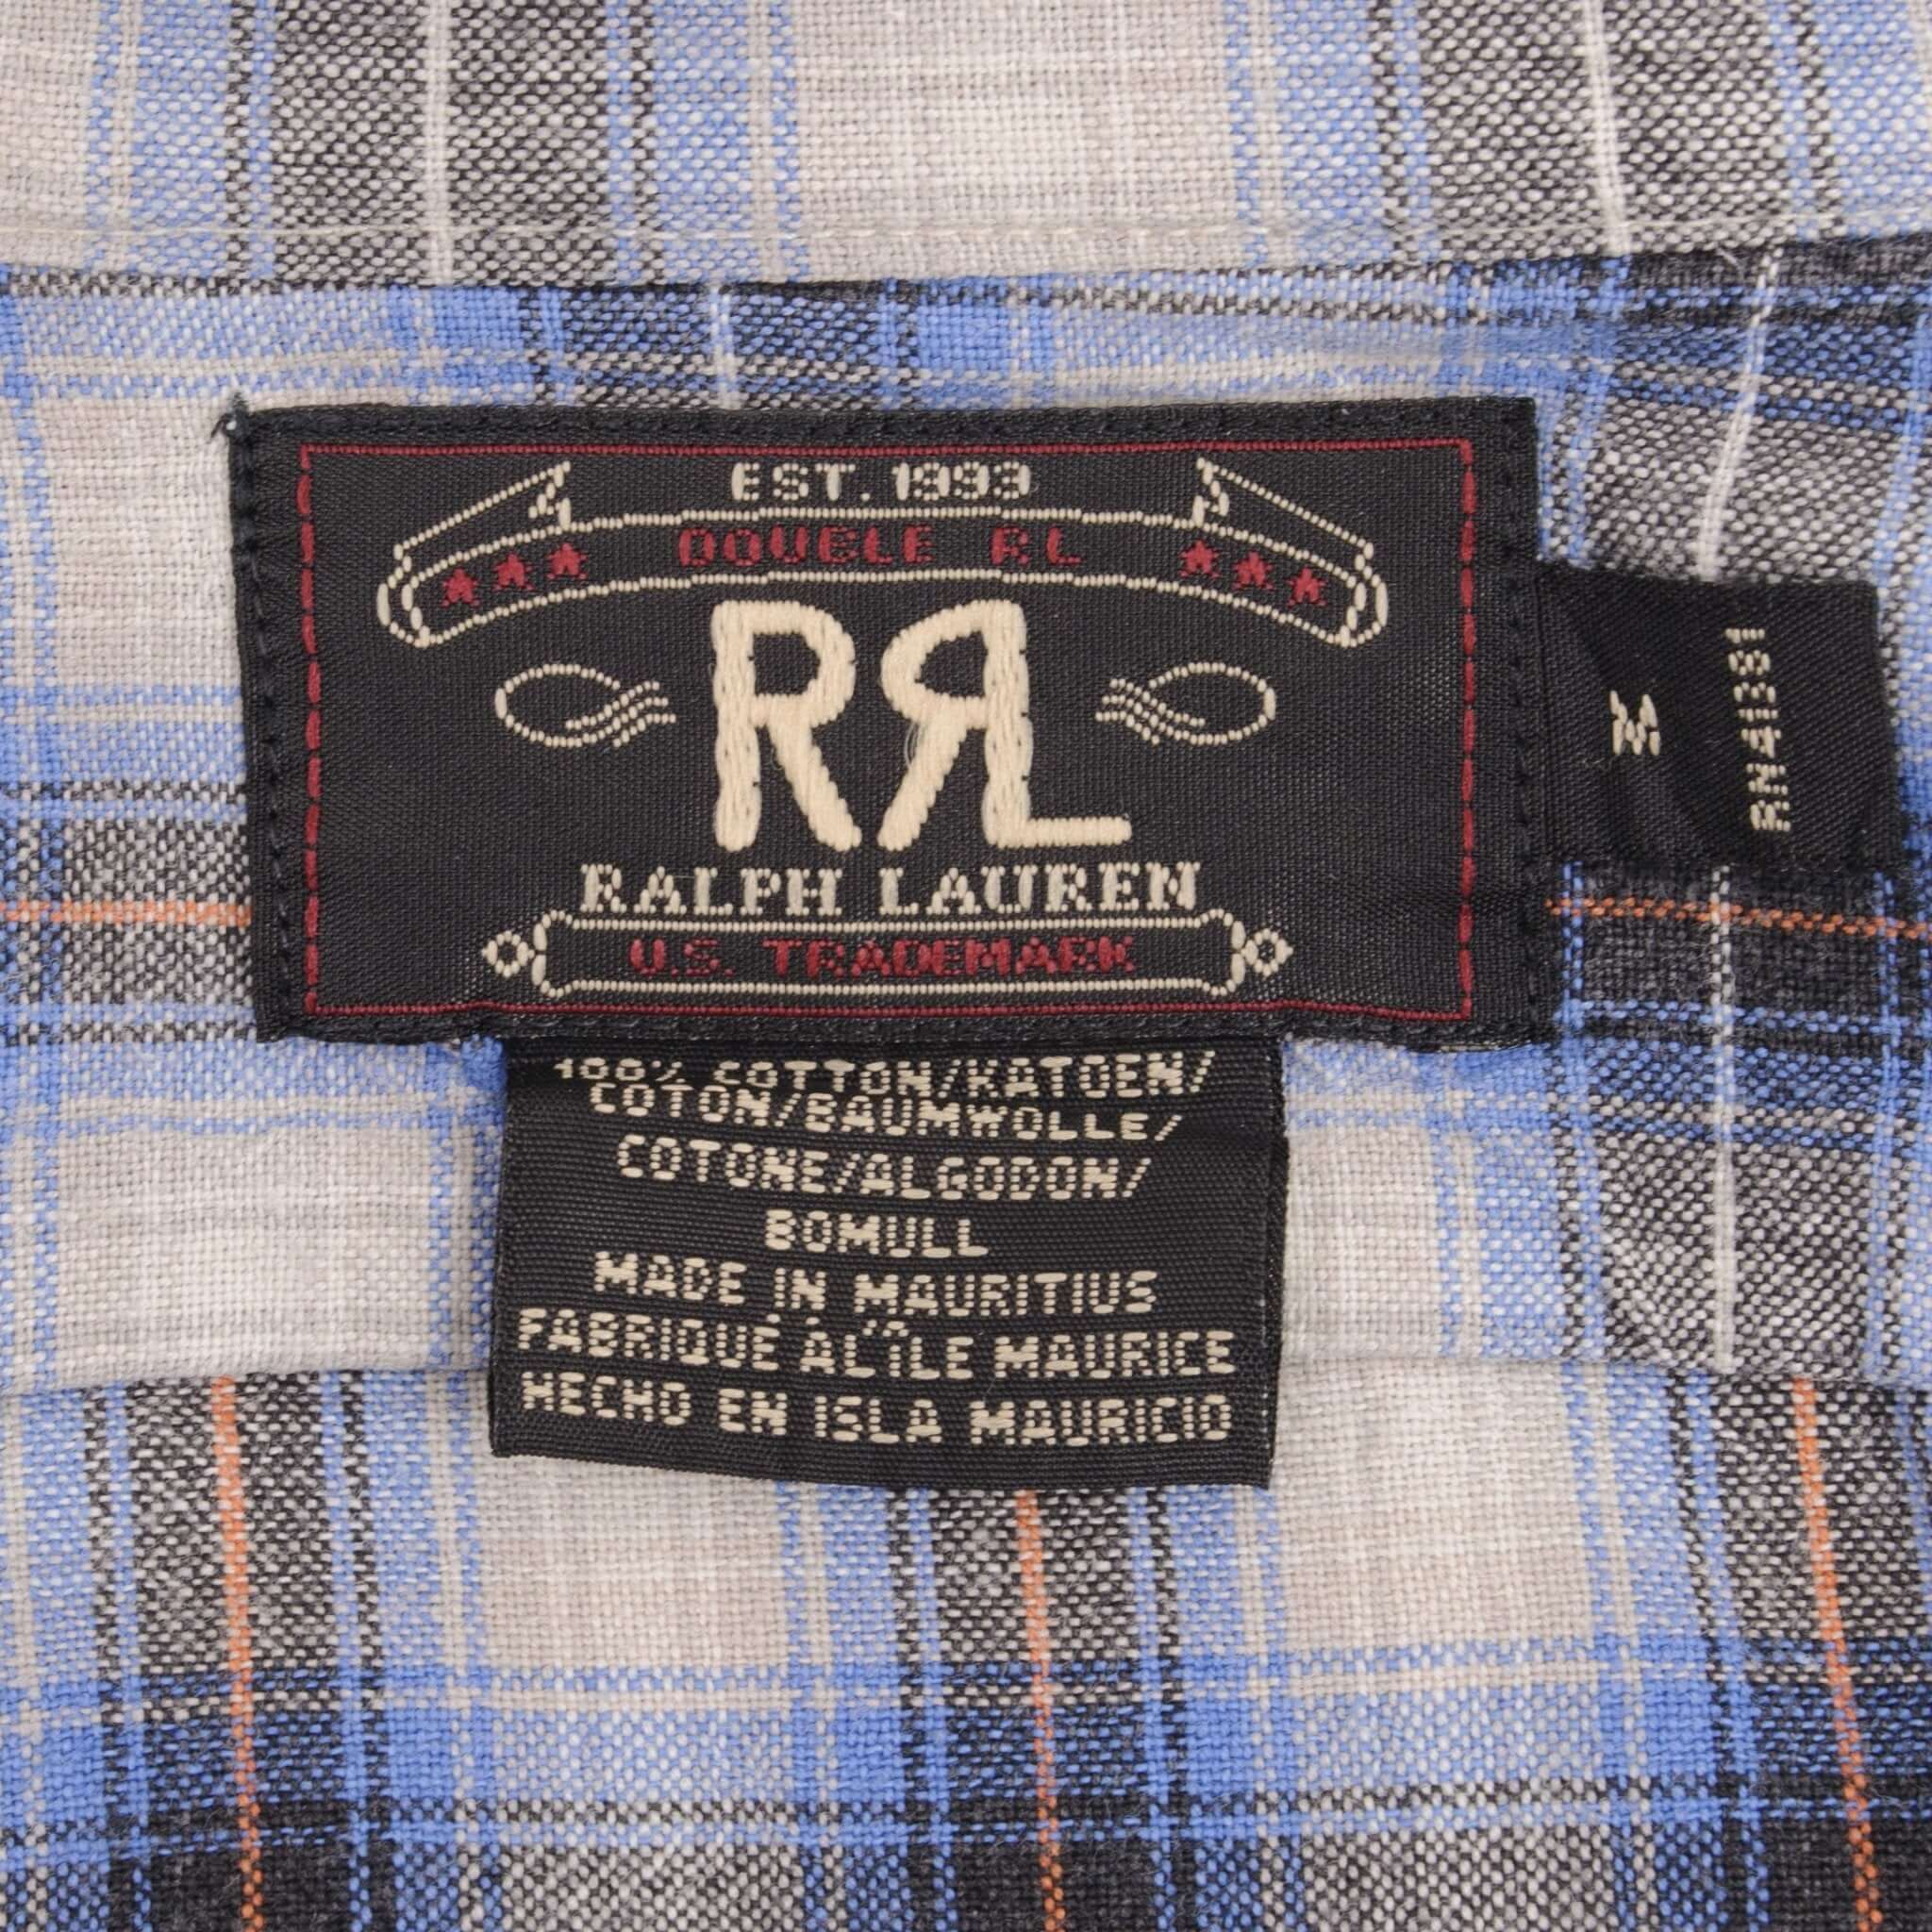 EST. 1993
DOUBLE RL
RRL
RALPH LAUREN
U.S. TRADEMARK
M
RN41381
100% COTTON/KATOEN/
COTON/BAUMWOLLE/
COTONE/ALGODON/
BOMULL
MADE IN MAURITIUS
FABRIQUÉ À L'ÎLE MAURICE
HECHO EN ISLA MAURICIO